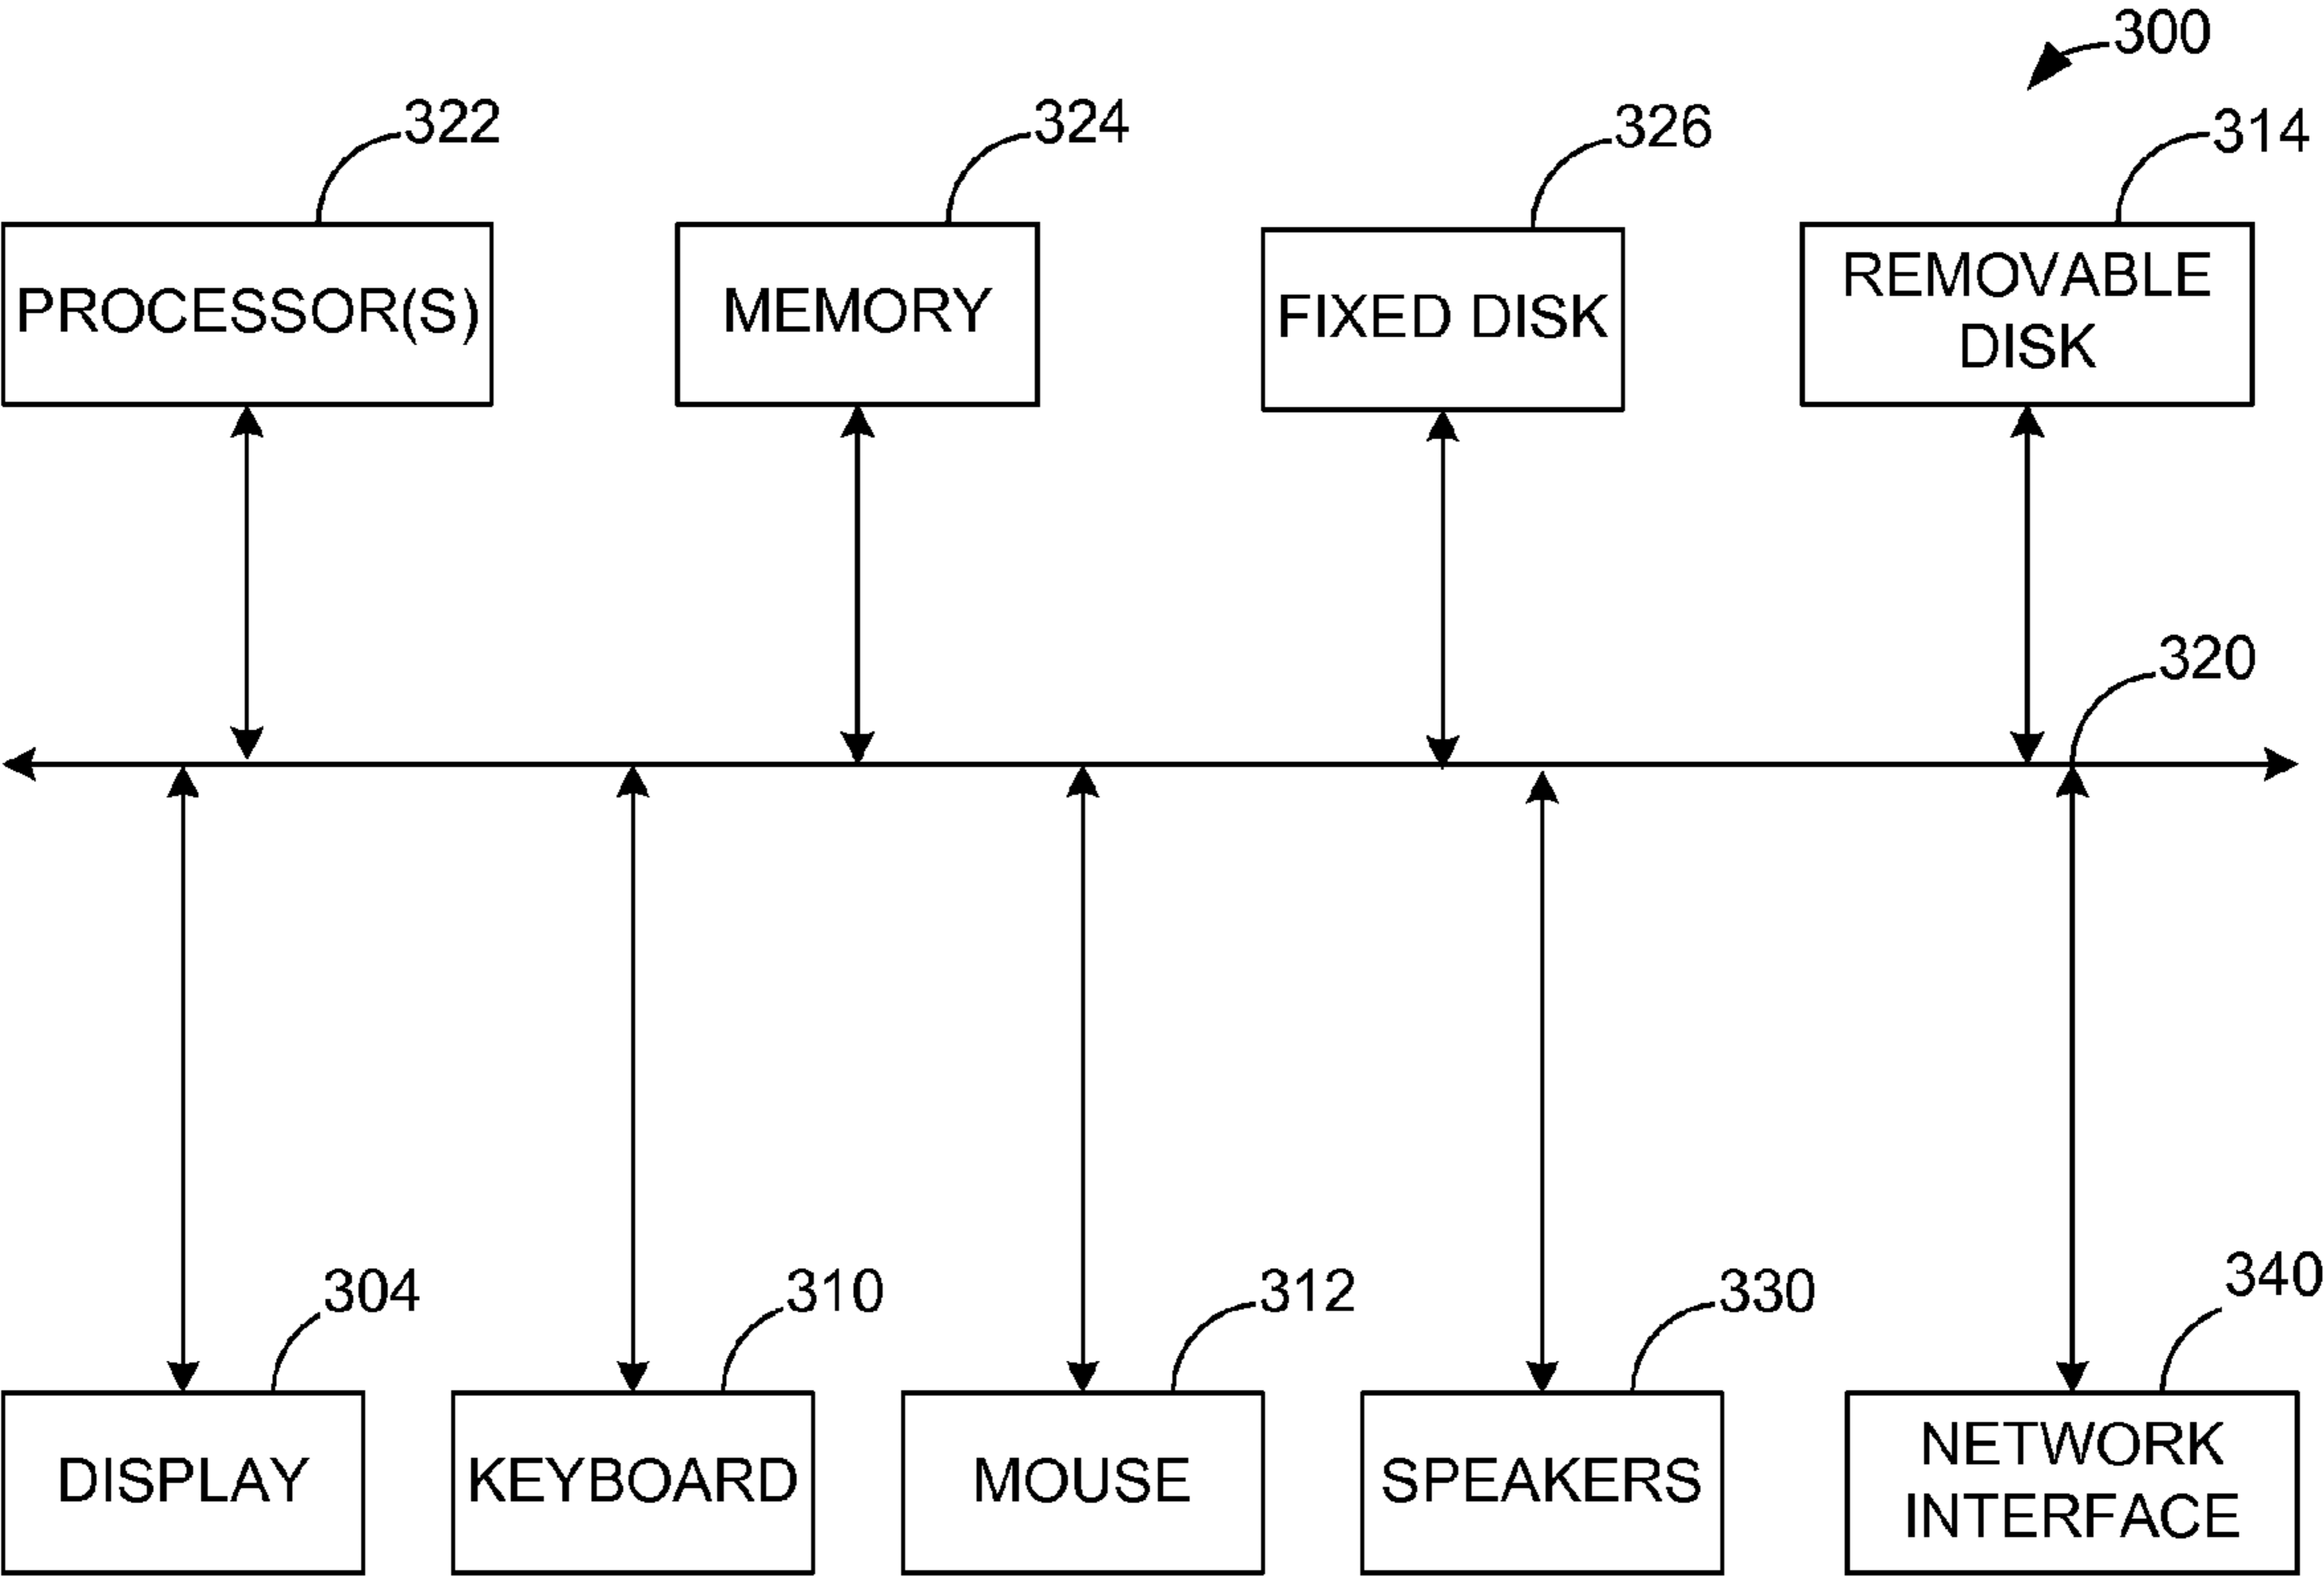 300
322
324
326
314
PROCESSOR(S)
MEMORY
FIXED DISK
REMOVABLE
DISK
320
304
310
312
330
340
DISPLAY
KEYBOARD
MOUSE
SPEAKERS
NETWORK
INTERFACE